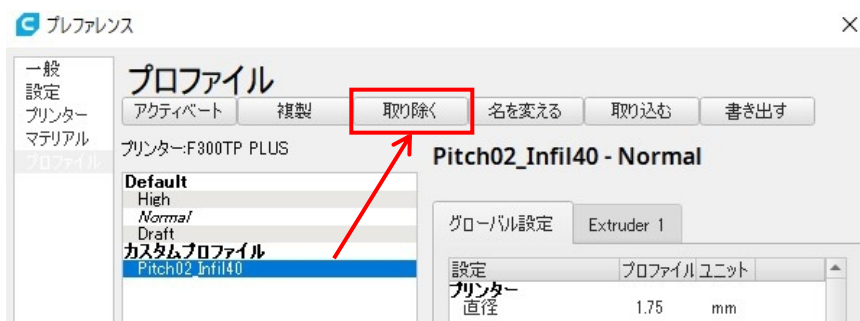 プレファレンス
一般
設定
プリンター
マテリアル
プロファイル
プロファイル
アクティベート 複製 取り除く 名を変える 取り込む 書き出す
プリンター:F300TP PLUS
Default
High
Normal
Draft
カスタムプロファイル
Pitch02_Infil40
Pitch02_Infil40 - Normal
グローバル設定 Extruder 1
設定 プロファイル ユニット
プリンター
直径 1.75 mm